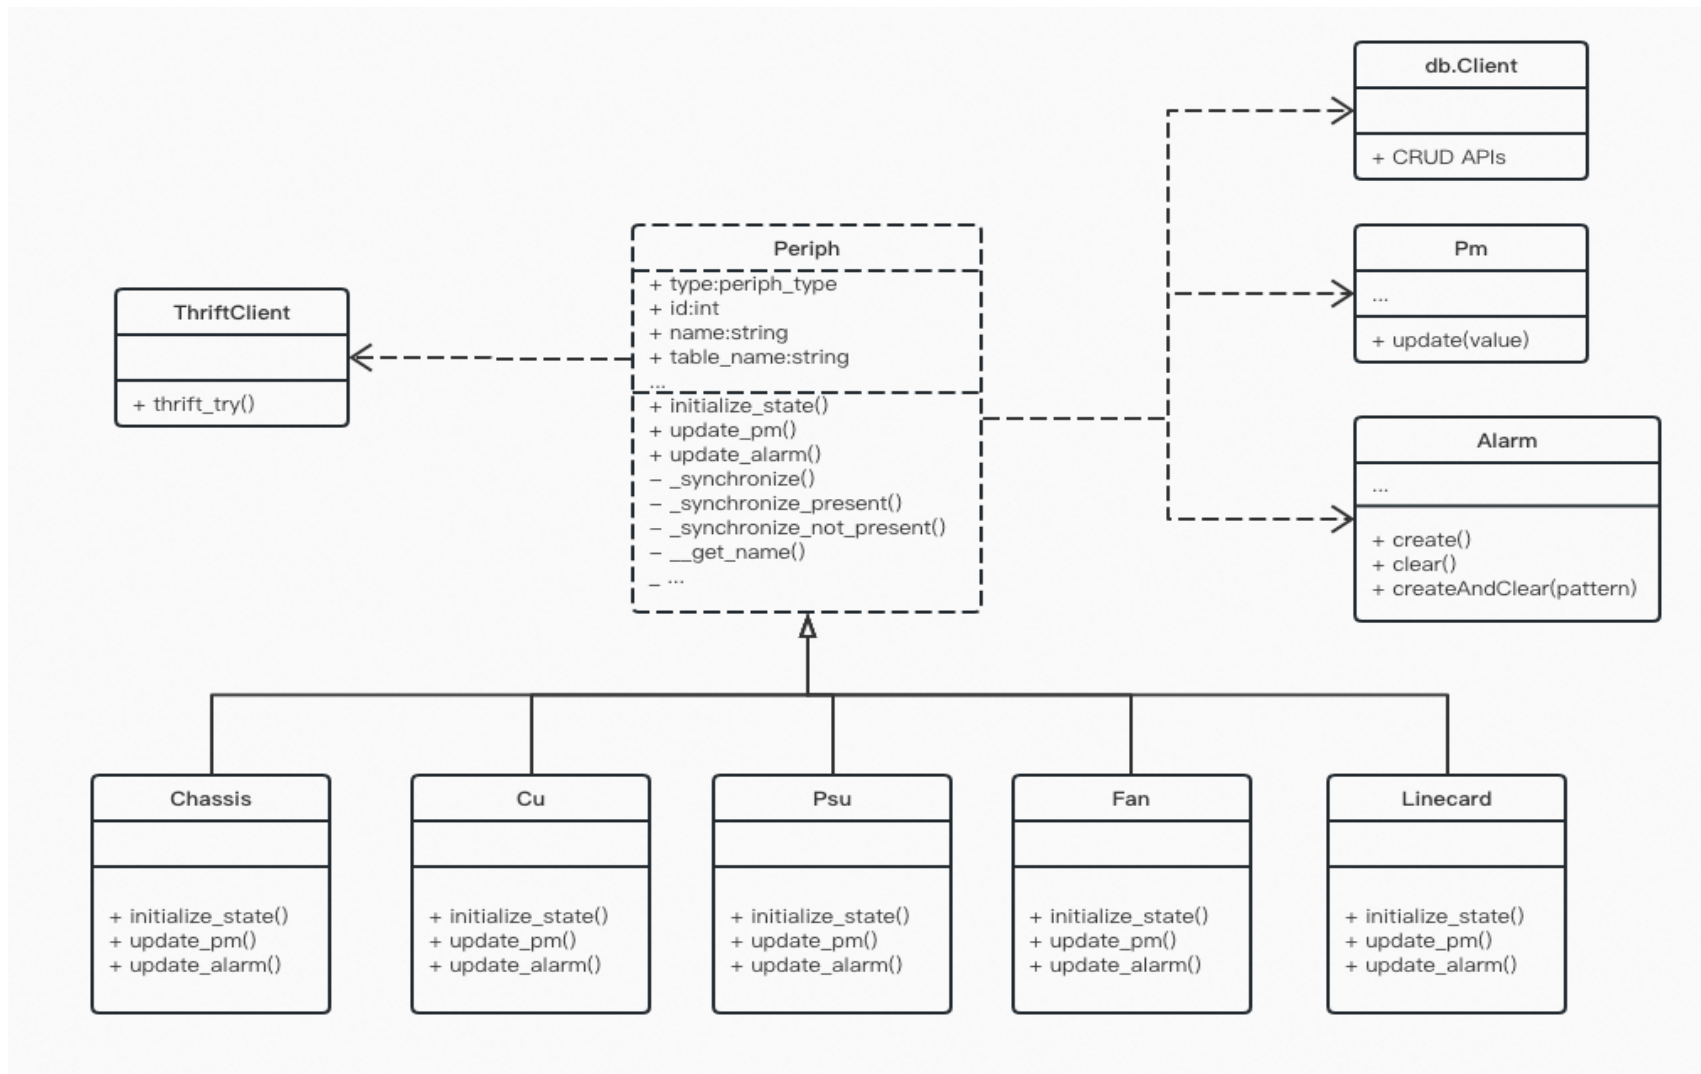 db.Client
+ CRUD APIs
Periph
+ type:periph_type
+ id:int
+ name:string
+ table_name:string
...
+ initialize_state()
+ update_pm()
+ update_alarm()
– _synchronize()
– _synchronize_present()
– _synchronize_not_present()
– __get_name()
_ ...
Pm
...
+ update(value)
ThriftClient
+ thrift_try()
Alarm
...
+ create()
+ clear()
+ createAndClear(pattern)
Chassis
+ initialize_state()
+ update_pm()
+ update_alarm()
Cu
+ initialize_state()
+ update_pm()
+ update_alarm()
Psu
+ initialize_state()
+ update_pm()
+ update_alarm()
Fan
+ initialize_state()
+ update_pm()
+ update_alarm()
Linecard
+ initialize_state()
+ update_pm()
+ update_alarm()